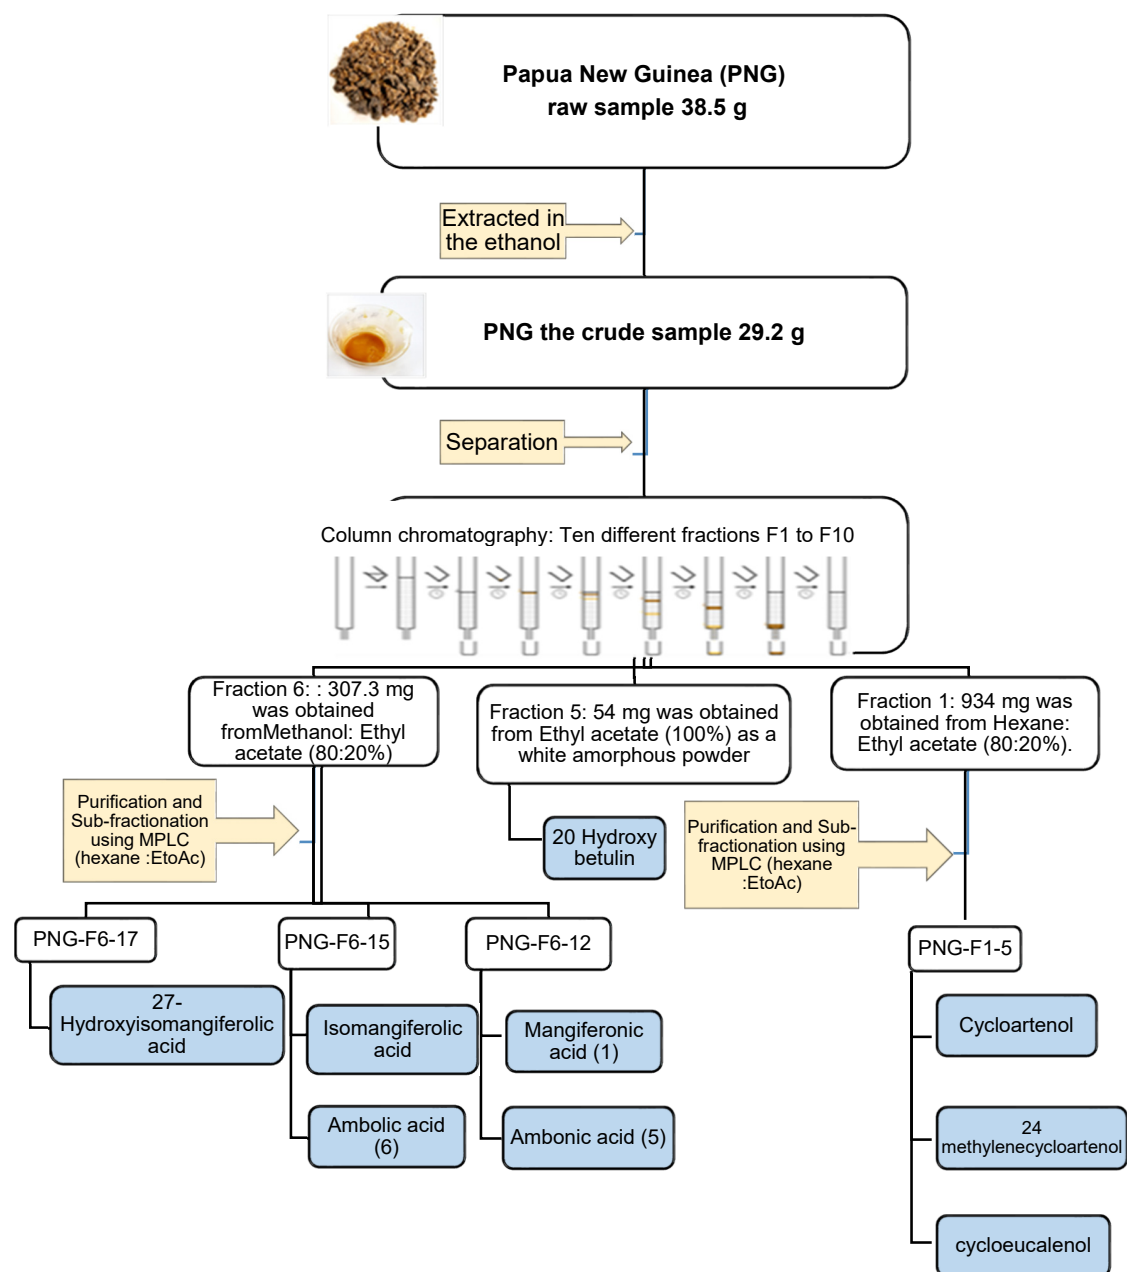 Papua New Guinea (PNG)
raw sample 38.5 g
Extracted in
the ethanol
PNG the crude sample 29.2 g
Separation
Column chromatography: Ten different fractions F1 to F10
Fraction 6: : 307.3 mg
was obtained
fromMethanol: Ethyl
acetate (80:20%)
Fraction 5: 54 mg was obtained
from Ethyl acetate (100%) as a
white amorphous powder
Fraction 1: 934 mg was
obtained from Hexane:
Ethyl acetate (80:20%).
Purification and
Sub-fractionation
using MPLC
(hexane :EtoAc)
20 Hydroxy
betulin
Purification and Sub-
fractionation using
MPLC (hexane
:EtoAc)
PNG-F6-17
PNG-F6-15
PNG-F6-12
PNG-F1-5
27-
Hydroxyisomangiferolic
acid
Isomangiferolic
acid
Mangiferonic
acid (1)
Cycloartenol
Ambolic acid
(6)
Ambonic acid (5)
24
methylenecycloartenol
cycloeucalenol